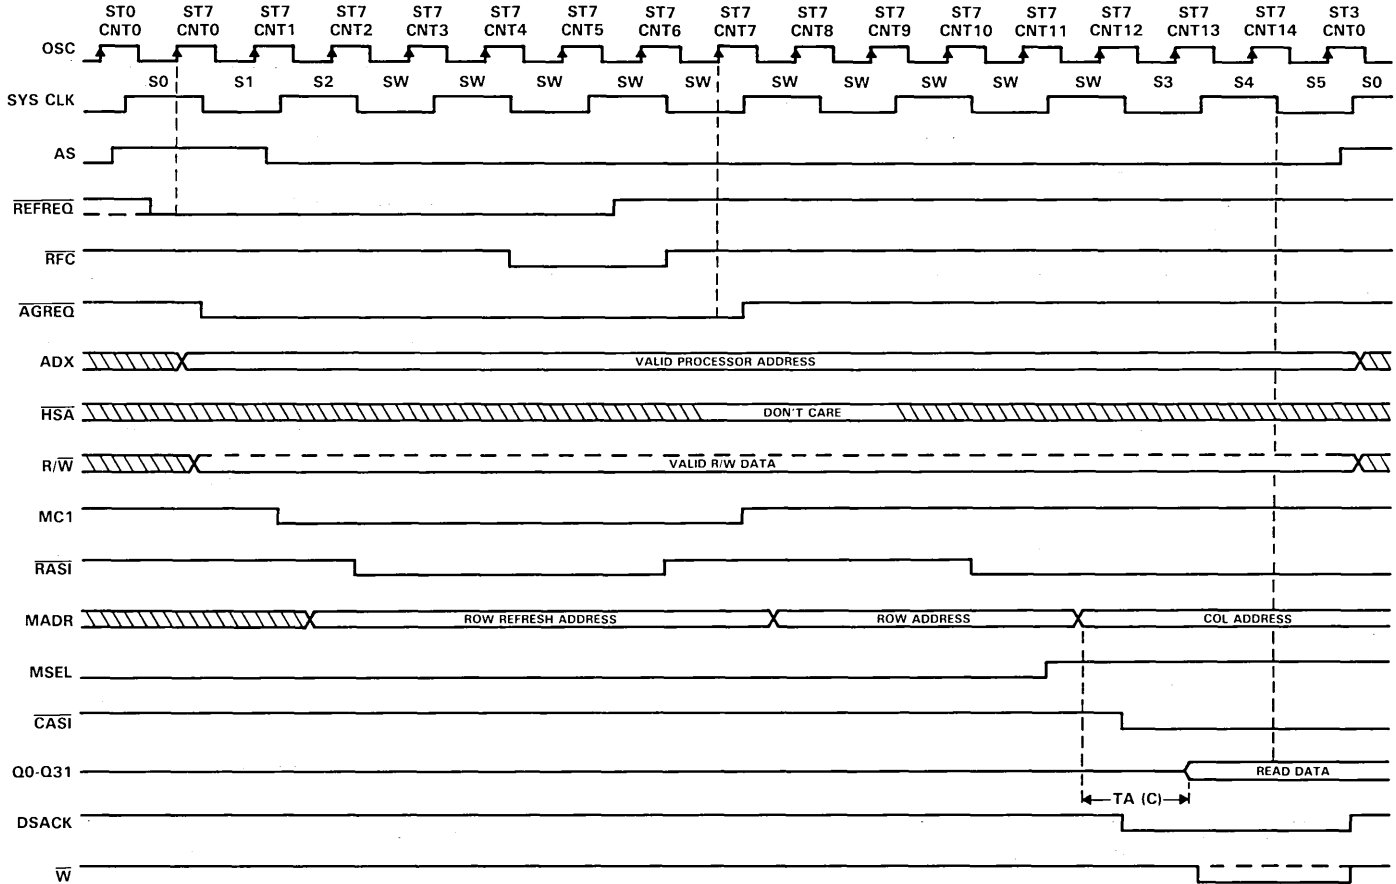 ST0 ST7 ST7 ST7 ST7 ST7 ST7 ST7 ST7 ST7 ST7 ST7 ST7 ST7 ST7 ST7 ST3
CNT0 CNT0 CNT1 CNT2 CNT3 CNT4 CNT5 CNT6 CNT7 CNT8 CNT9 CNT10 CNT11 CNT12 CNT13 CNT14 CNT0
OSC
S0 S1 S2 SW SW SW SW SW SW SW SW SW SW SW S3 S4 S5 S0
SYS CLK
AS
REFREQ
RFC
AGREQ
ADX VALID PROCESSOR ADDRESS
HSA DON'T CARE
R/W VALID R/W DATA
MC1
RASI
MADR ROW REFRESH ADDRESS ROW ADDRESS COL ADDRESS
MSEL
CASI
Q0-Q31 READ DATA
TA (C)
DSACK
W